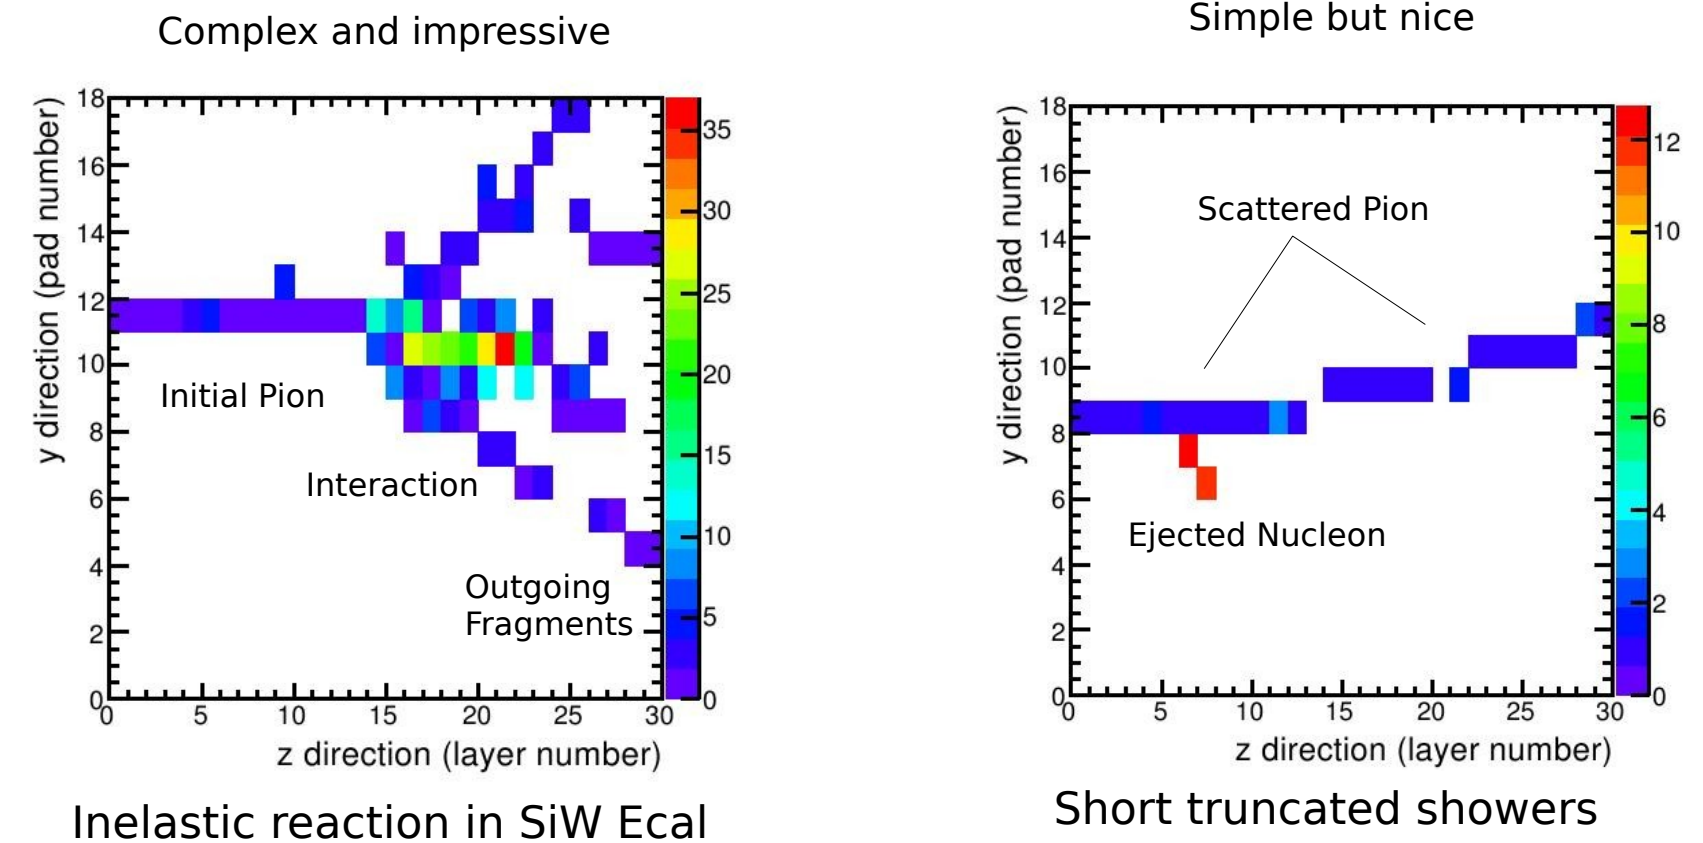 Complex and impressive
Simple but nice
y direction (pad number)
18
16
14
12
10
8
6
4
2
0
0 5 10 15 20 25 30
z direction (layer number)
35
30
25
20
15
10
5
0
Initial Pion
Interaction
Outgoing
Fragments
Inelastic reaction in SiW Ecal
y direction (pad number)
18
16
14
12
10
8
6
4
2
0
0 5 10 15 20 25 30
z direction (layer number)
12
10
8
6
4
2
0
Scattered Pion
Ejected Nucleon
Short truncated showers